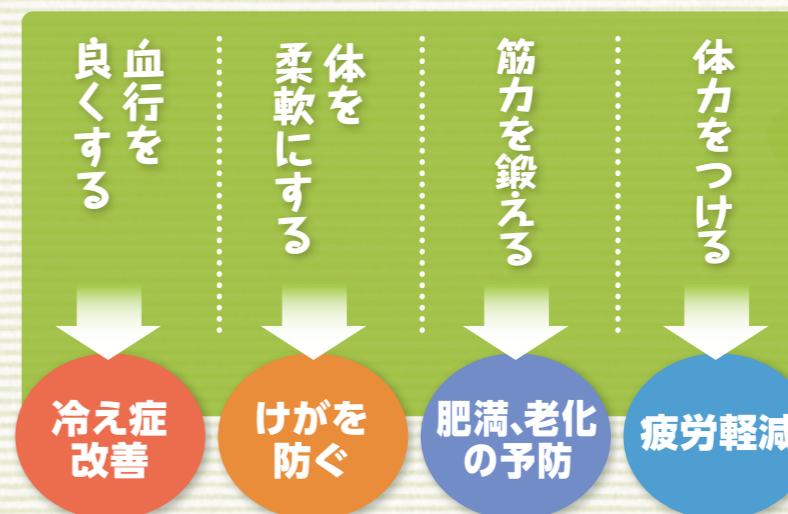 体力をつける
疲労軽減
筋力を鍛える
肥満、老化
の予防
体を
柔軟にする
けがを
防ぐ
血行を
良くする
冷え症
改善